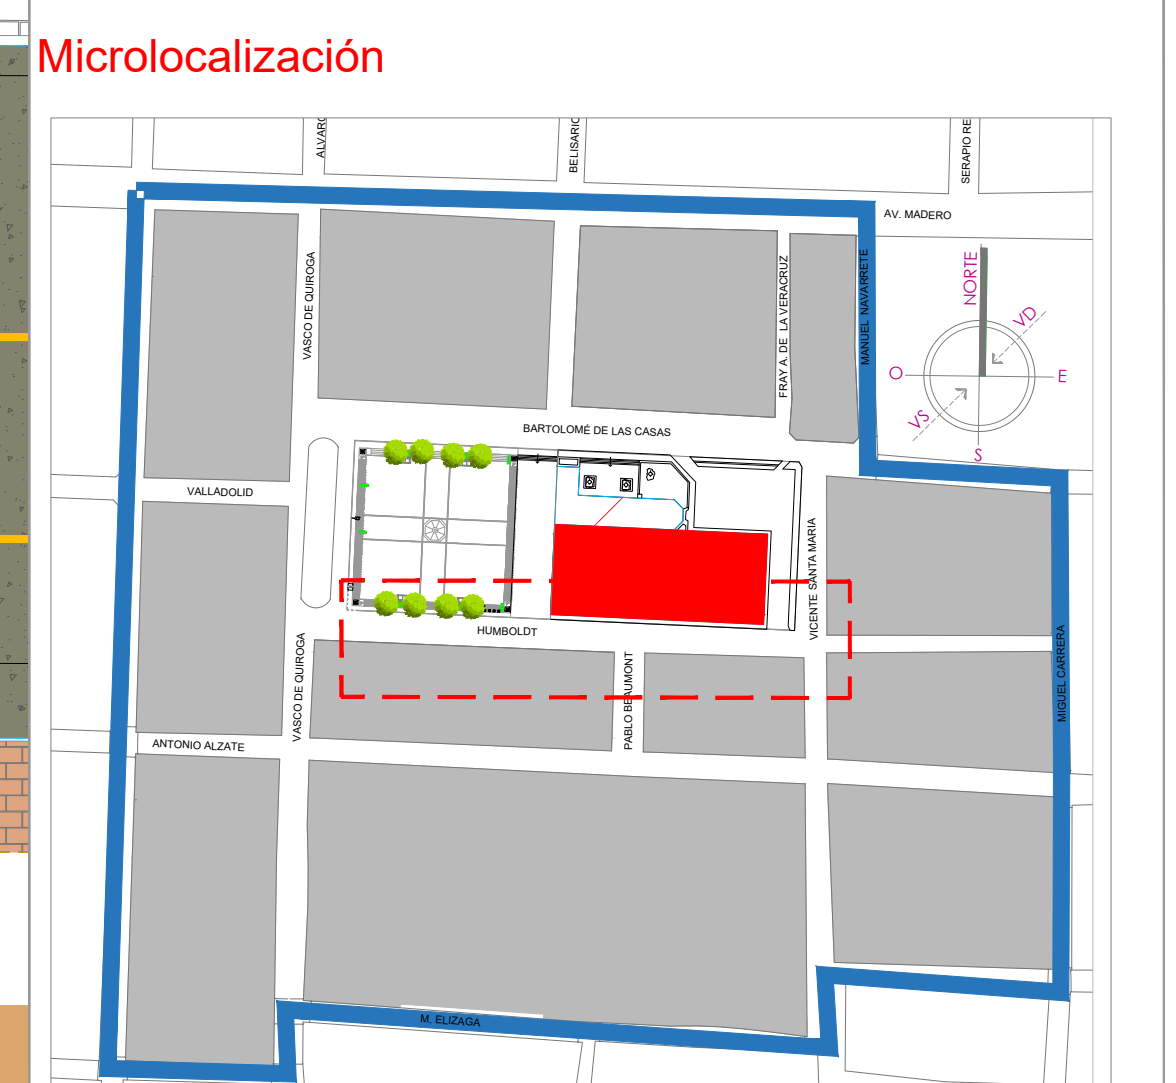 Microlocalización
ALVARO
BELISARIO
SERAPIO RE
AV. MADERO
VASCO DE QUIROGA
FRAY A. DE LA VERACRUZ
MANUEL NAVARRETE
NORTE
VD
O
E
VS
S
BARTOLOMÉ DE LAS CASAS
VALLADOLID
VICENTE SANTA MARIA
HUMBOLDT
VASCO DE QUIROGA
PABLO BEAUMONT
MIGUEL CARRERA
ANTONIO ALZATE
M. ELIZAGA